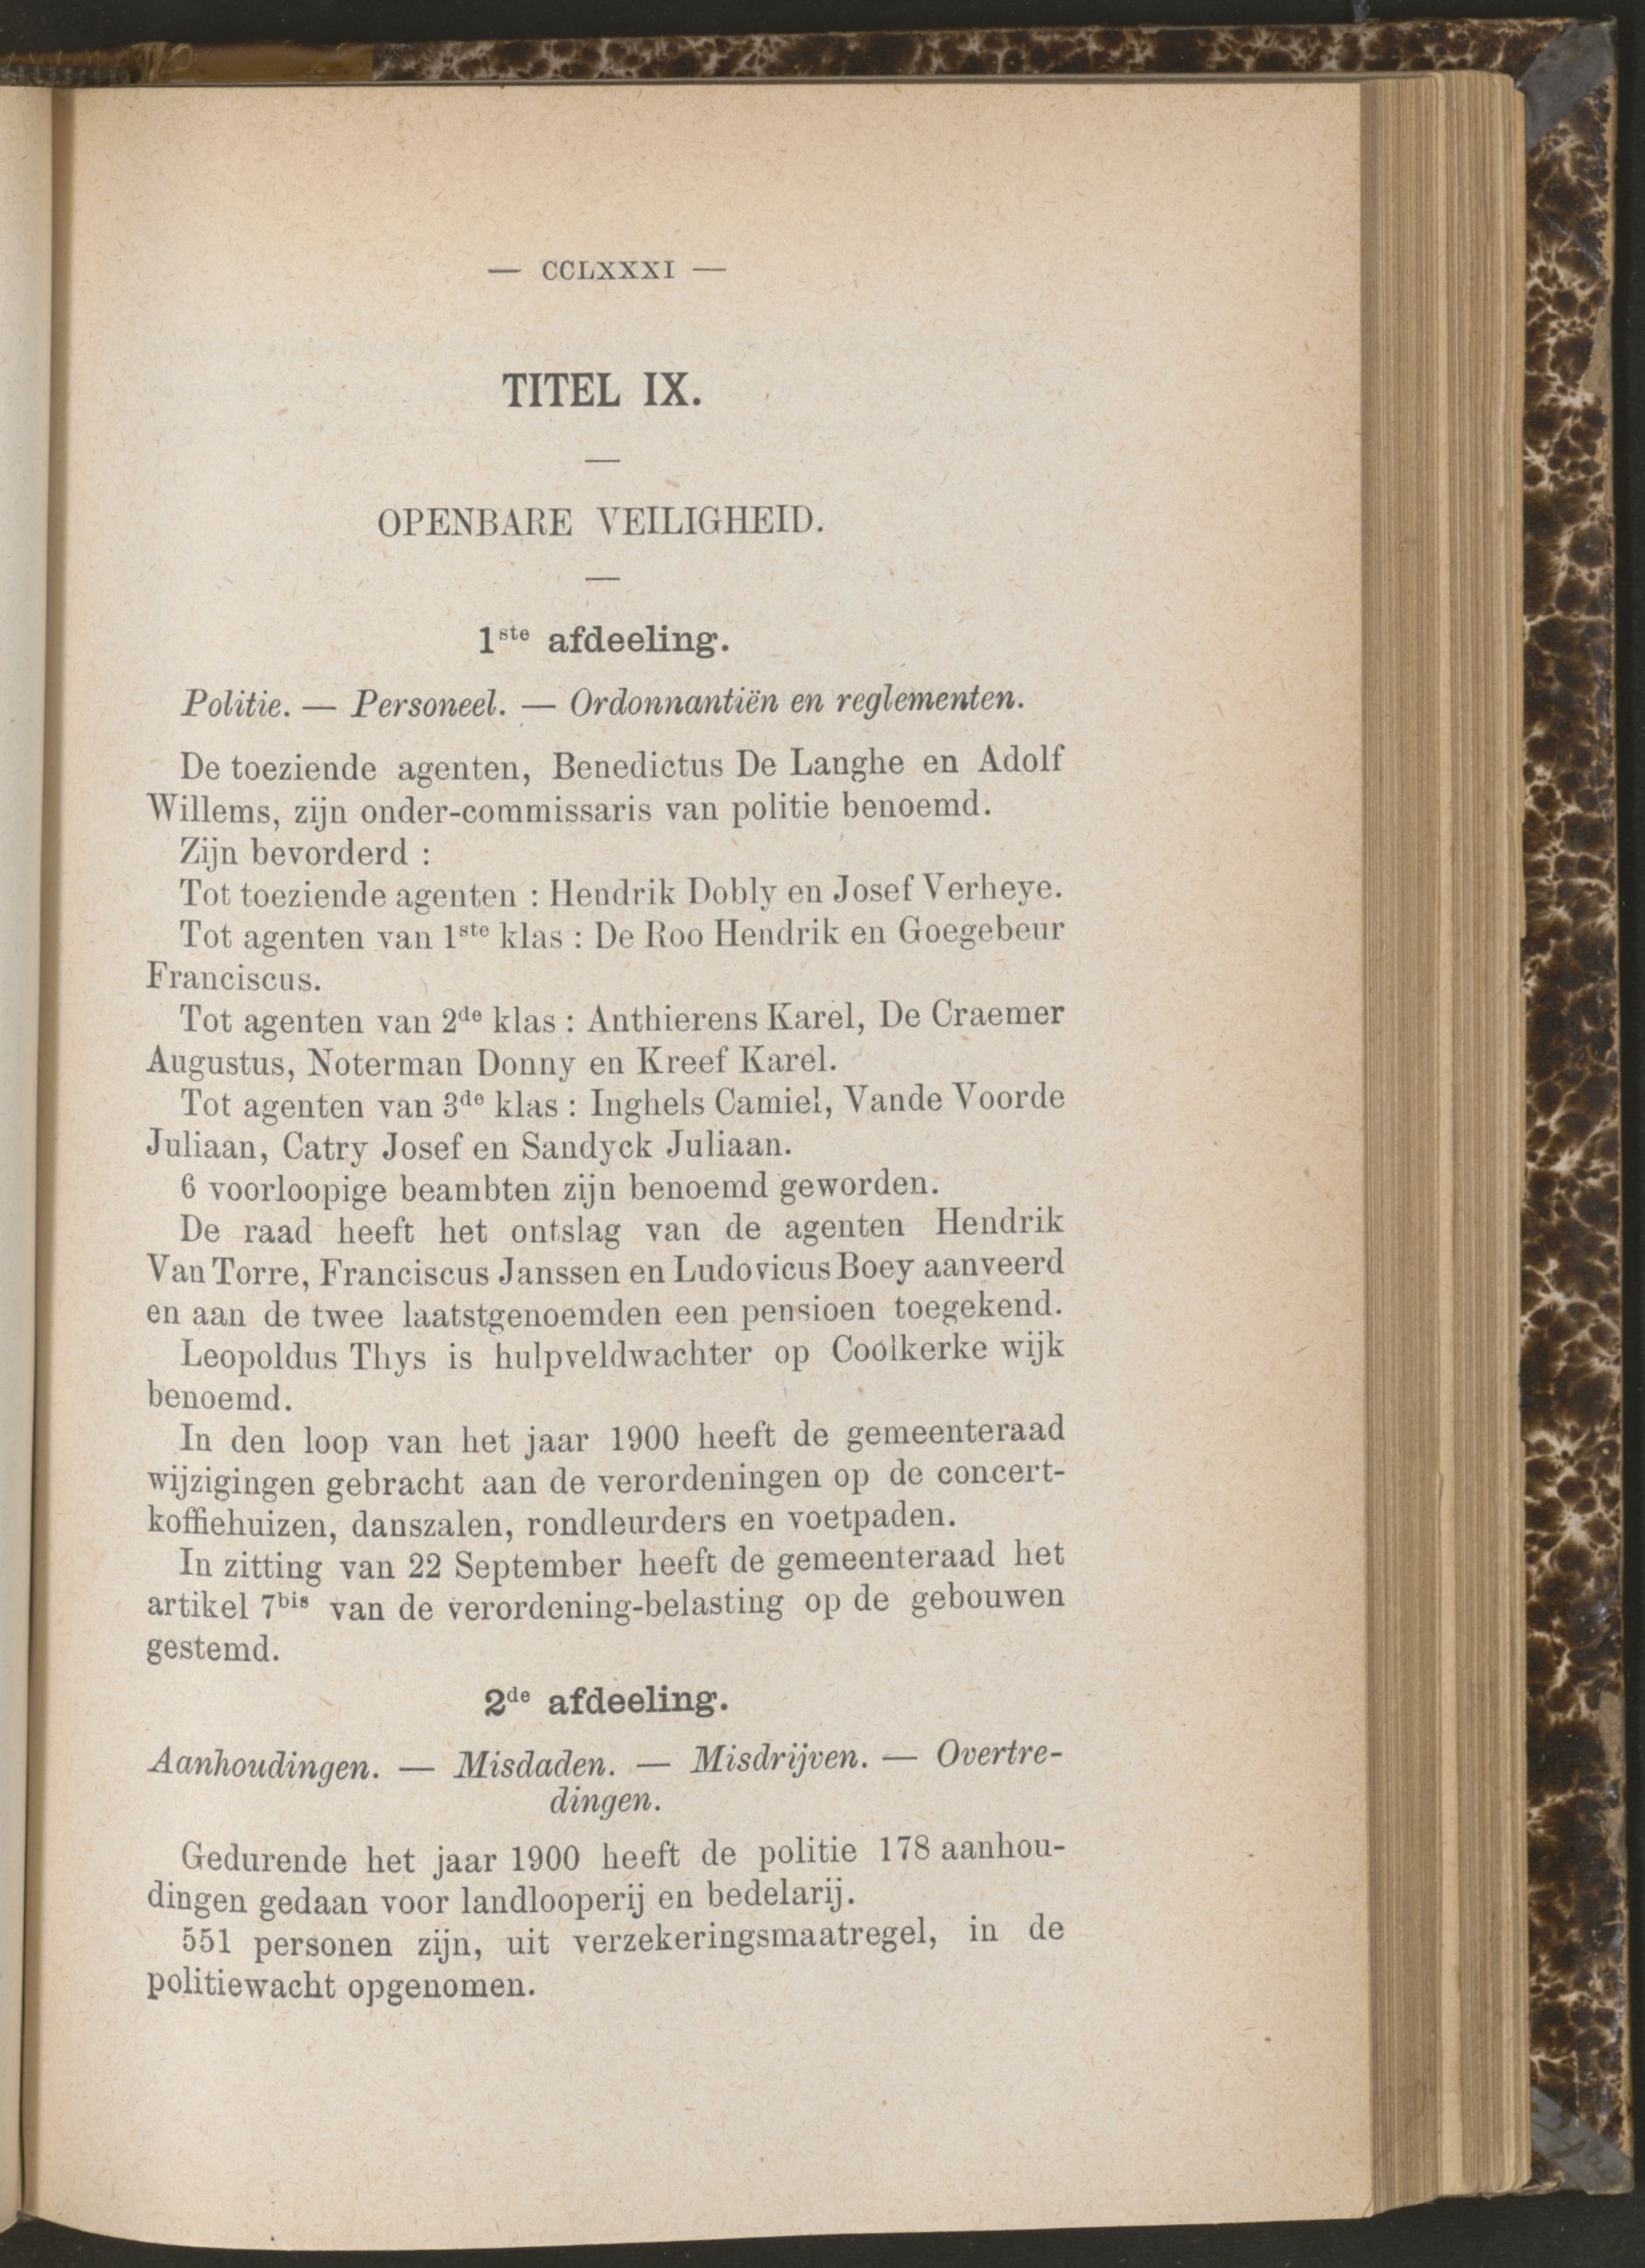 — CCLXXXI —
TITEL IX.
OPENBARE VEILIGHEID.
1ste afdeeling.
Politie. — Personeel. — Ordonnantiën en reglementen.
De toeziende agenten, Benedictus De Langhe en Adolf
Willems, zijn onder-commissaris van politie benoemd.
Zijn bevorderd :
Tot toeziende agenten : Hendrik Dobly en Josef Verheye.
Tot agenten van 1ste klas : De Roo Hendrik en Goegebeur
Franciscus.
Tot agenten van 2de klas : Anthierens Karel, De Craemer
Augustus, Noterman Donny en Kreef Karel.
Tot agenten van 3de klas : Inghels Camiel, Vande Voorde
Juliaan, Catry Josef en Sandyck Juliaan.
6 voorloopige beambten zijn benoemd geworden.
De raad heeft het ontslag van de agenten Hendrik
Van Torre, Franciscus Janssen en Ludovicus Boey aanveerd
en aan de twee laatstgenoemden een pensioen toegekend.
Leopoldus Thys is hulpveldwachter op Coolkerke wijk
benoemd.
In den loop van het jaar 1900 heeft de gemeenteraad
wijzigingen gebracht aan de verordeningen op de concert-
koffiehuizen, danszalen, rondleurders en voetpaden.
In zitting van 22 September heeft de gemeenteraad het
artikel 7bis van de verordening-belasting op de gebouwen
gestemd.
2de afdeeling.
Aanhoudingen. — Misdaden. — Misdrijven. — Overtre-
dingen.
Gedurende het jaar 1900 heeft de politie 178 aanhou-
dingen gedaan voor landlooperij en bedelarij.
551 personen zijn, uit verzekeringsmaatregel, in de
politiewacht opgenomen.